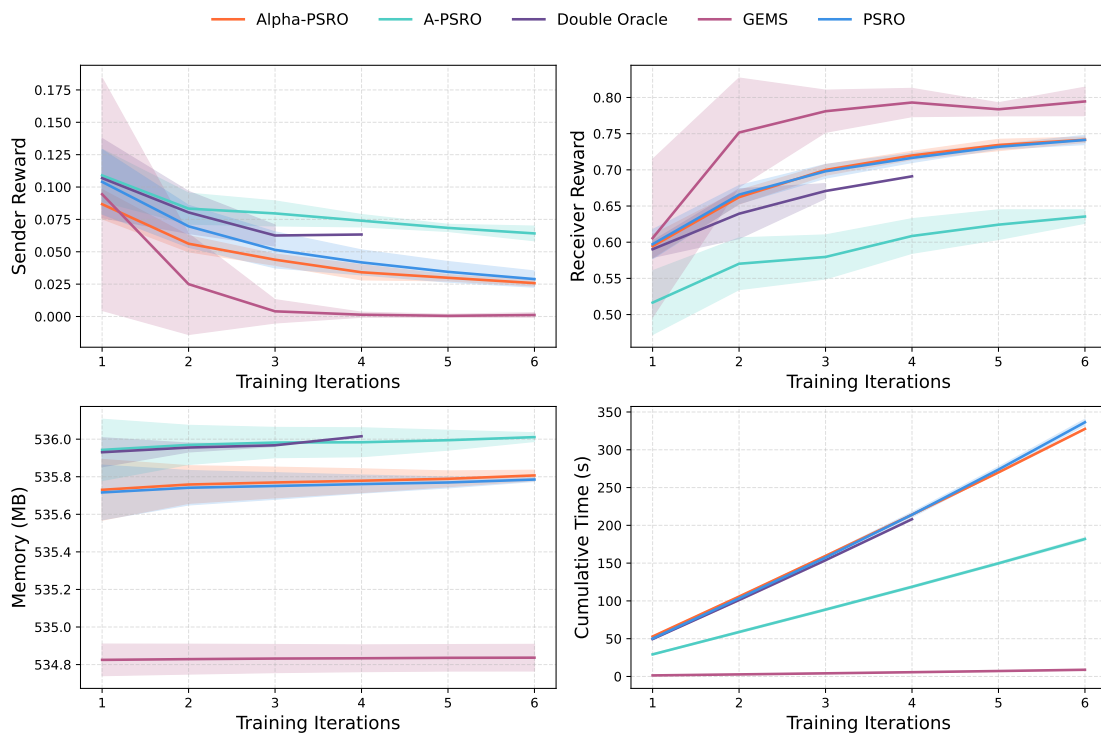 Alpha-PSRO A-PSRO Double Oracle GEMS PSRO
Sender Reward
0.175
0.150
0.125
0.100
0.075
0.050
0.025
0.000
1 2 3 4 5 6
Training Iterations
Receiver Reward
0.80
0.75
0.70
0.65
0.60
0.55
0.50
1 2 3 4 5 6
Training Iterations
Memory (MB)
536.0
535.8
535.6
535.4
535.2
535.0
534.8
1 2 3 4 5 6
Training Iterations
Cumulative Time (s)
350
300
250
200
150
100
50
0
1 2 3 4 5 6
Training Iterations